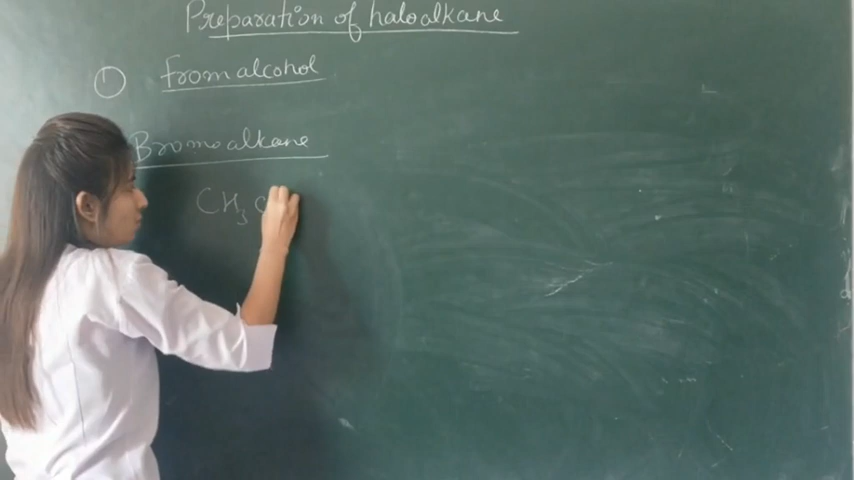 Preparation of haloalkane
① From alcohol
Bromoalkane
CH₃ C